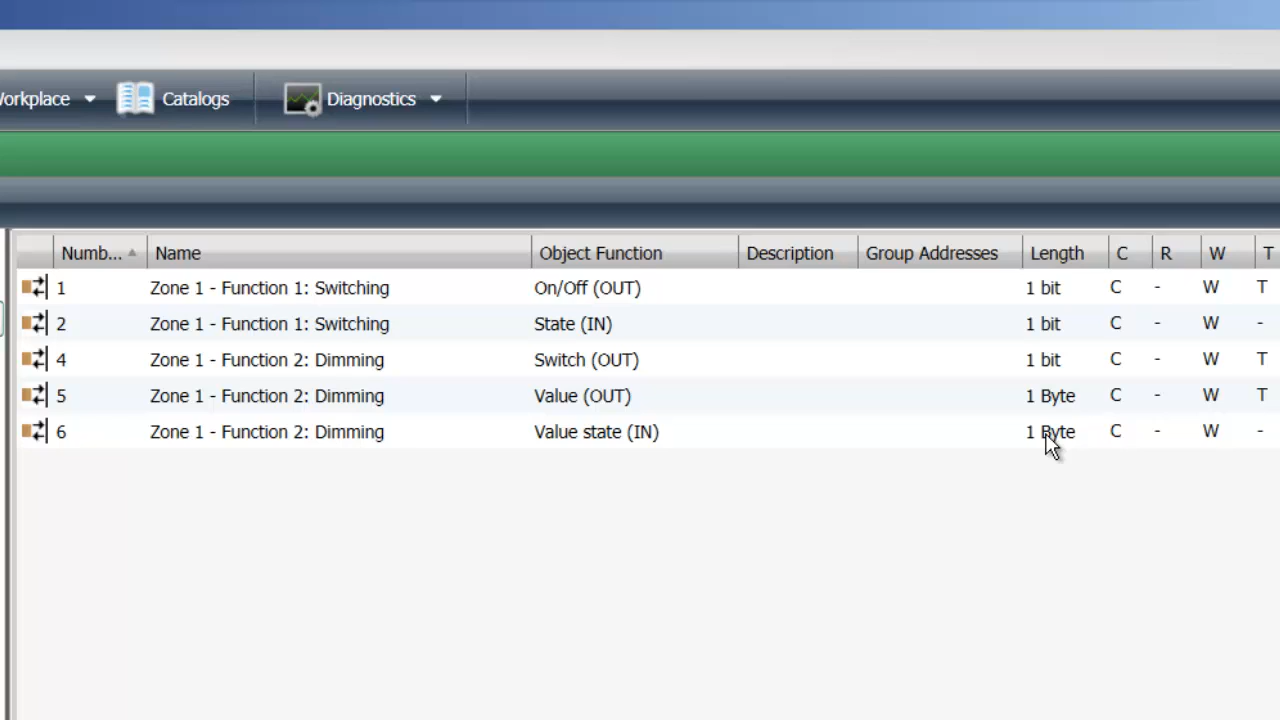 orkplace Catalogs Diagnostics
Numb... Name Object Function Description Group Addresses Length C R W T
1 Zone 1 - Function 1: Switching On/Off (OUT) 1 bit C - W T
2 Zone 1 - Function 1: Switching State (IN) 1 bit C - W -
4 Zone 1 - Function 2: Dimming Switch (OUT) 1 bit C - W T
5 Zone 1 - Function 2: Dimming Value (OUT) 1 Byte C - W T
6 Zone 1 - Function 2: Dimming Value state (IN) 1 Byte C - W -